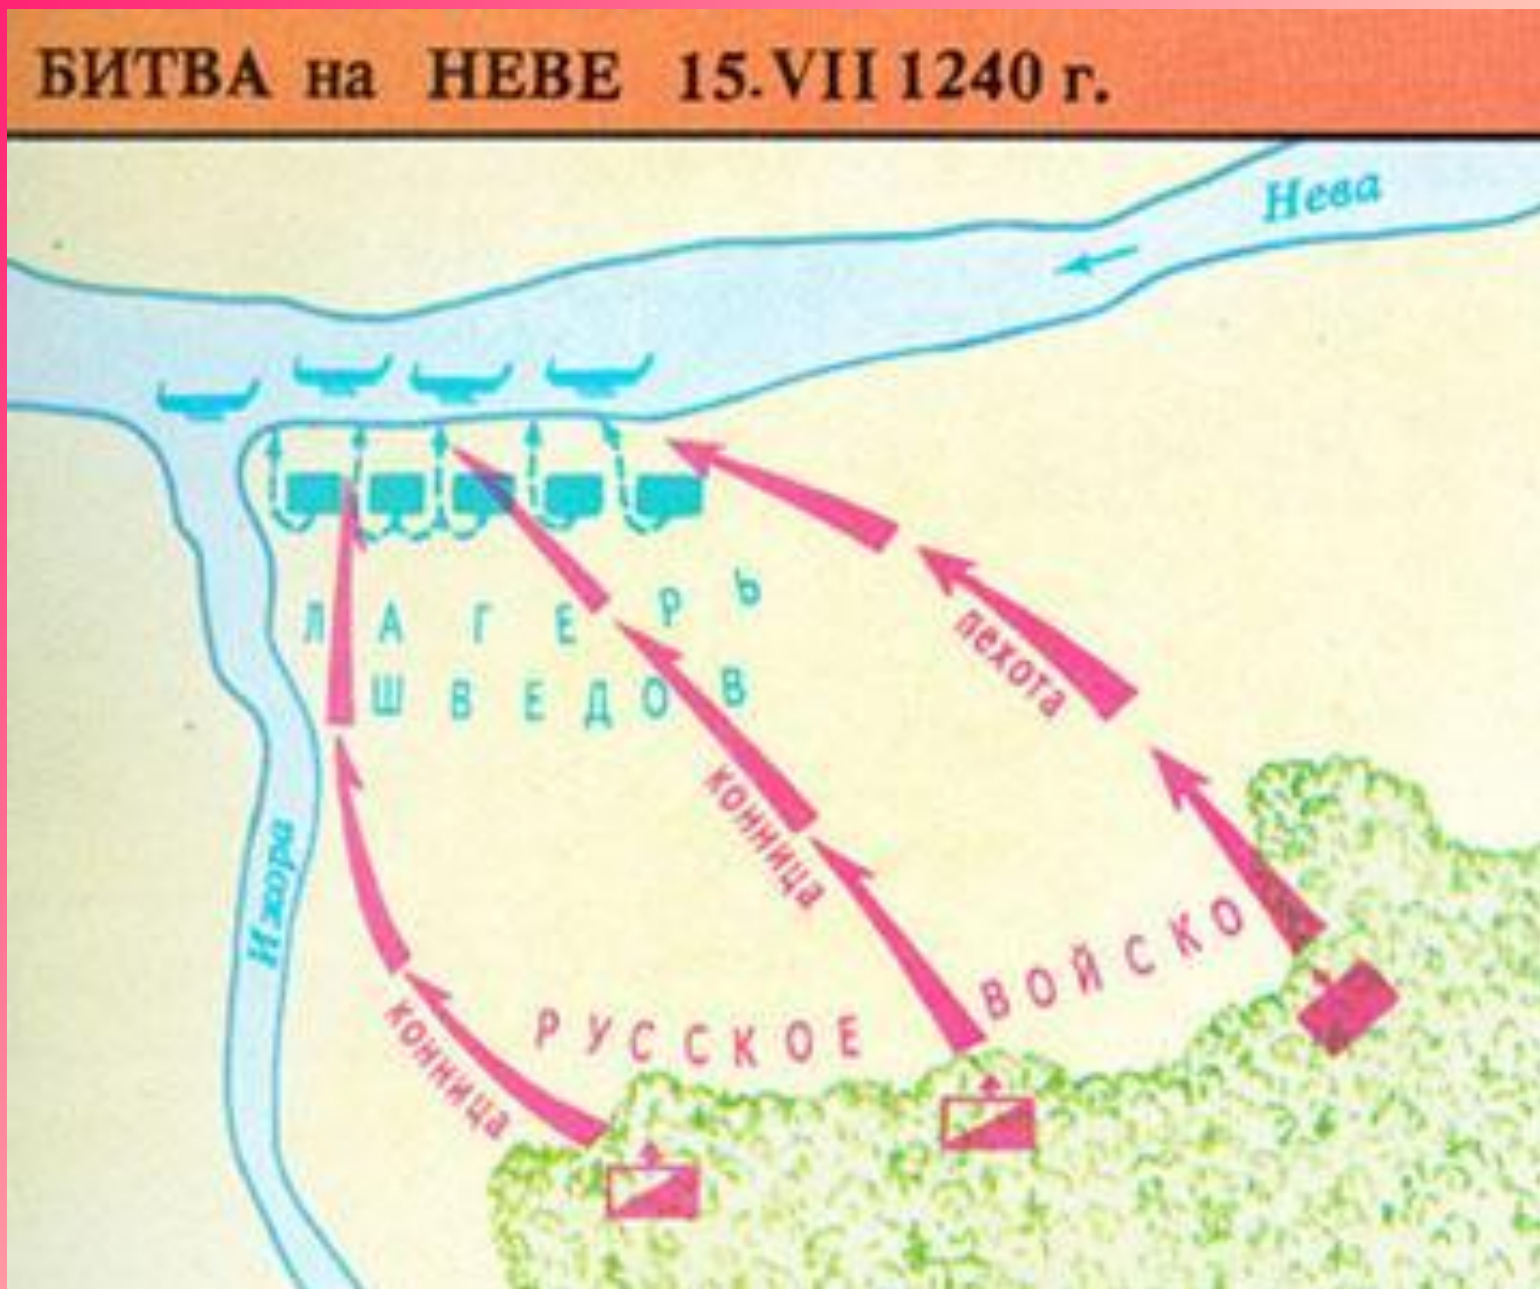 БИТВА на НЕВЕ 15.VII 1240 г.
Нева
ЛАГЕРЬ
ШВЕДОВ
пехота
конница
Ижора
РУССКОЕ ВОЙСКО
конница